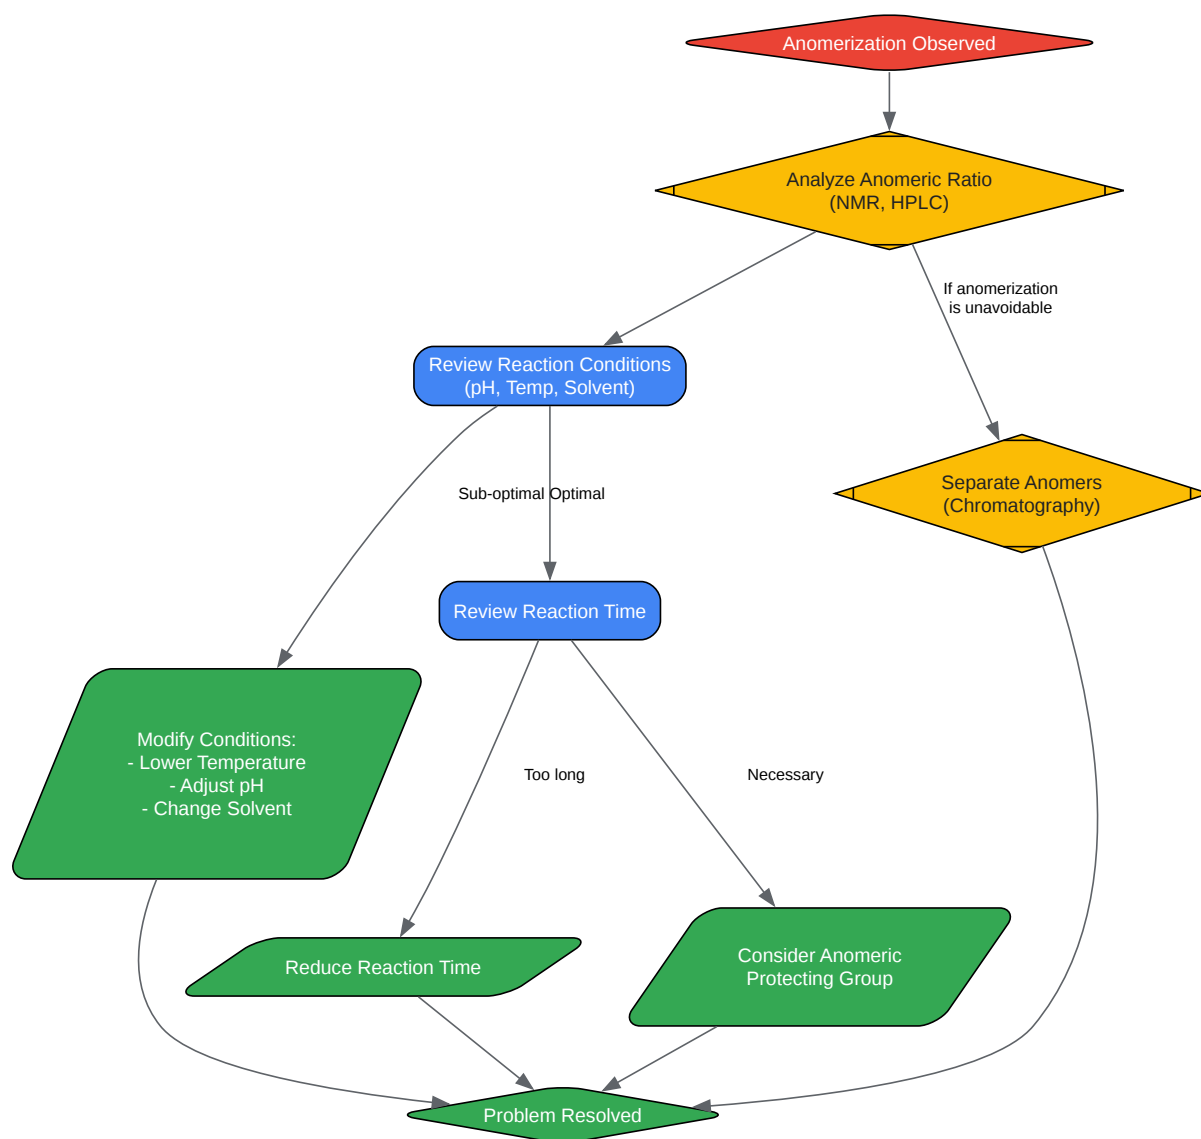 Anomerization Observed
Analyze Anomeric Ratio
(NMR, HPLC)
If anomerization
is unavoidable
Review Reaction Conditions
(pH, Temp, Solvent)
Separate Anomers
(Chromatography)
Sub-optimal
Optimal
Review Reaction Time
Modify Conditions:
- Lower Temperature
- Adjust pH
- Change Solvent
Too long
Necessary
Reduce Reaction Time
Consider Anomeric
Protecting Group
Problem Resolved